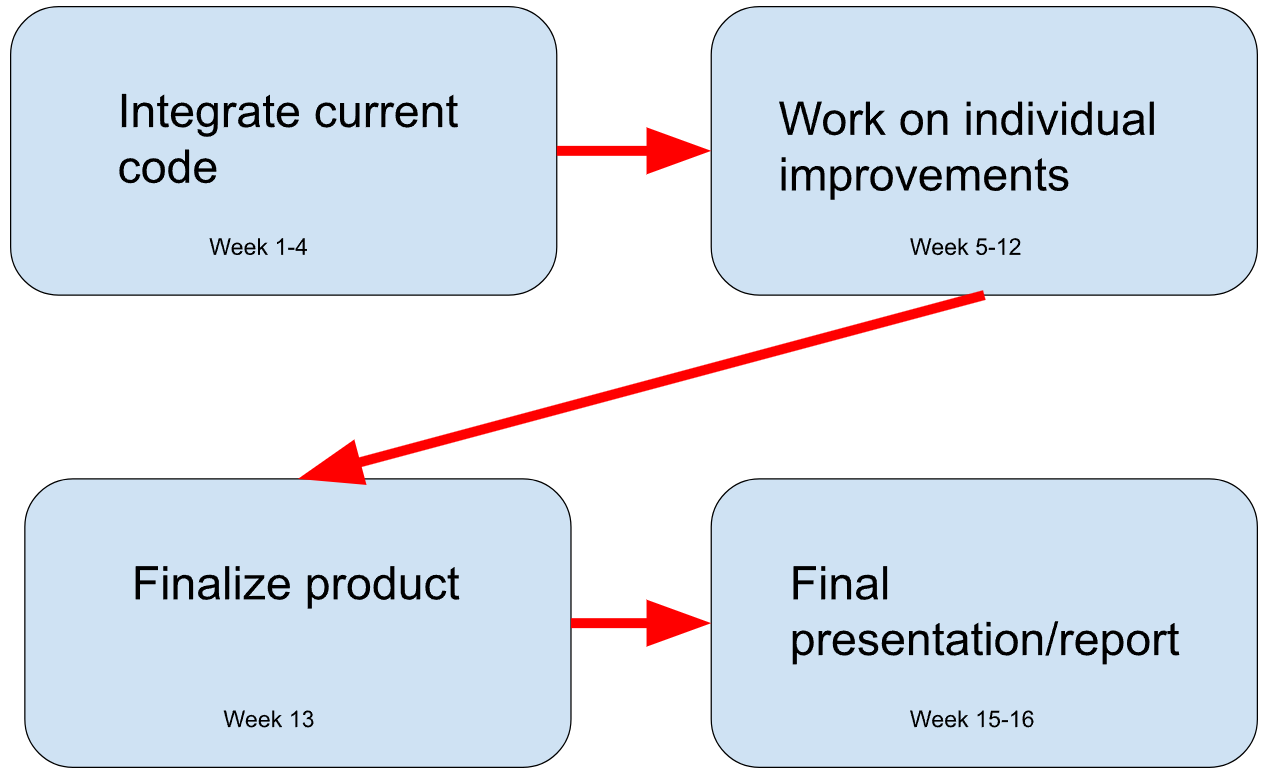 Integrate current
code
Week 1-4
Work on individual
improvements
Week 5-12
Finalize product
Week 13
Final
presentation/report
Week 15-16